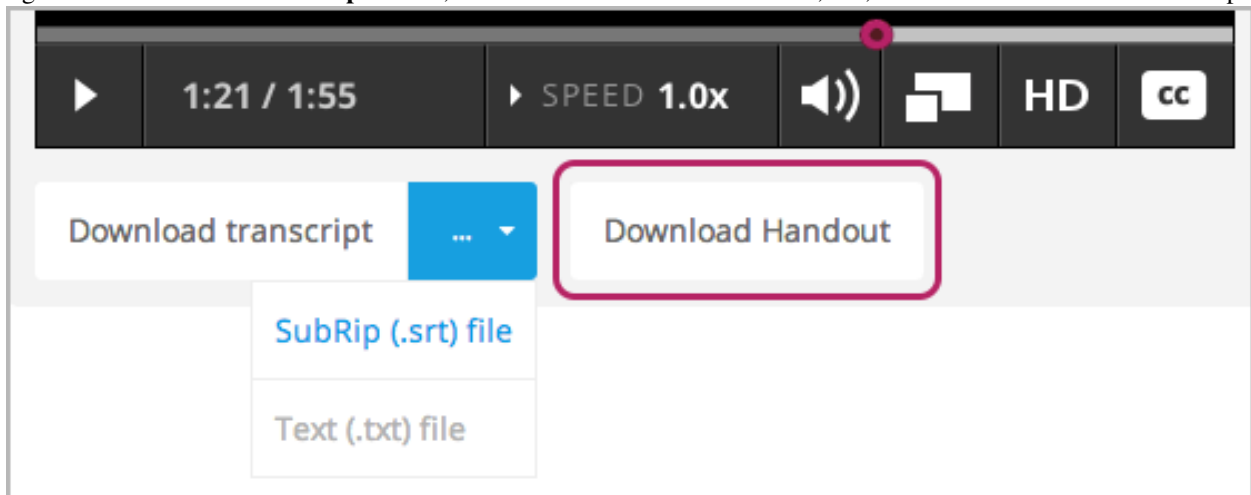 1:21 / 1:55 SPEED 1.0x HD cc
Download transcript ... Download Handout
SubRip (.srt) file
Text (.txt) file